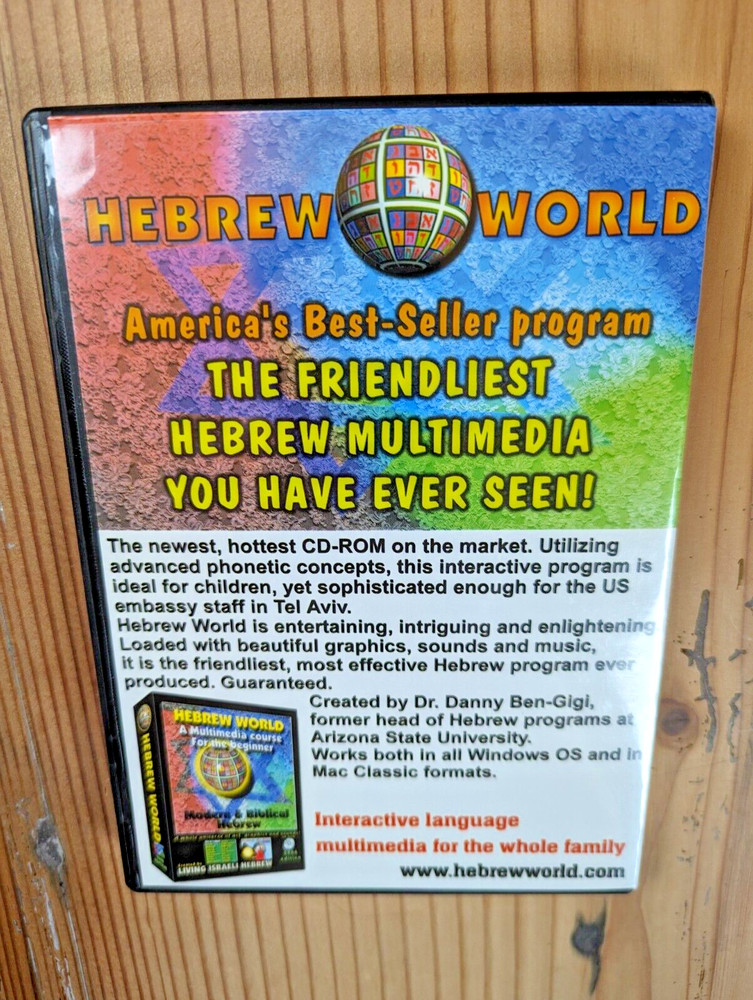 HEBREW WORLD
America's Best-Seller program
THE FRIENDLIEST
HEBREW MULTIMEDIA
YOU HAVE EVER SEEN!
The newest, hottest CD-ROM on the market. Utilizing
advanced phonetic concepts, this interactive program is
ideal for children, yet sophisticated enough for the US
embassy staff in Tel Aviv.
Hebrew World is entertaining, intriguing and enlightening
Loaded with beautiful graphics, sounds and music,
it is the friendliest, most effective Hebrew program ever
produced. Guaranteed.
Created by Dr. Danny Ben-Gigi,
former head of Hebrew programs at
Arizona State University.
Works both in all Windows OS and in
Mac Classic formats.
Interactive language
multimedia for the whole family
www.hebrewworld.com
HEBREW WORLD
HEBREW WORLD
A Multimedia course
for the beginner
Modern & Biblical
Hebrew
LIVING ISRAELI HEBREW